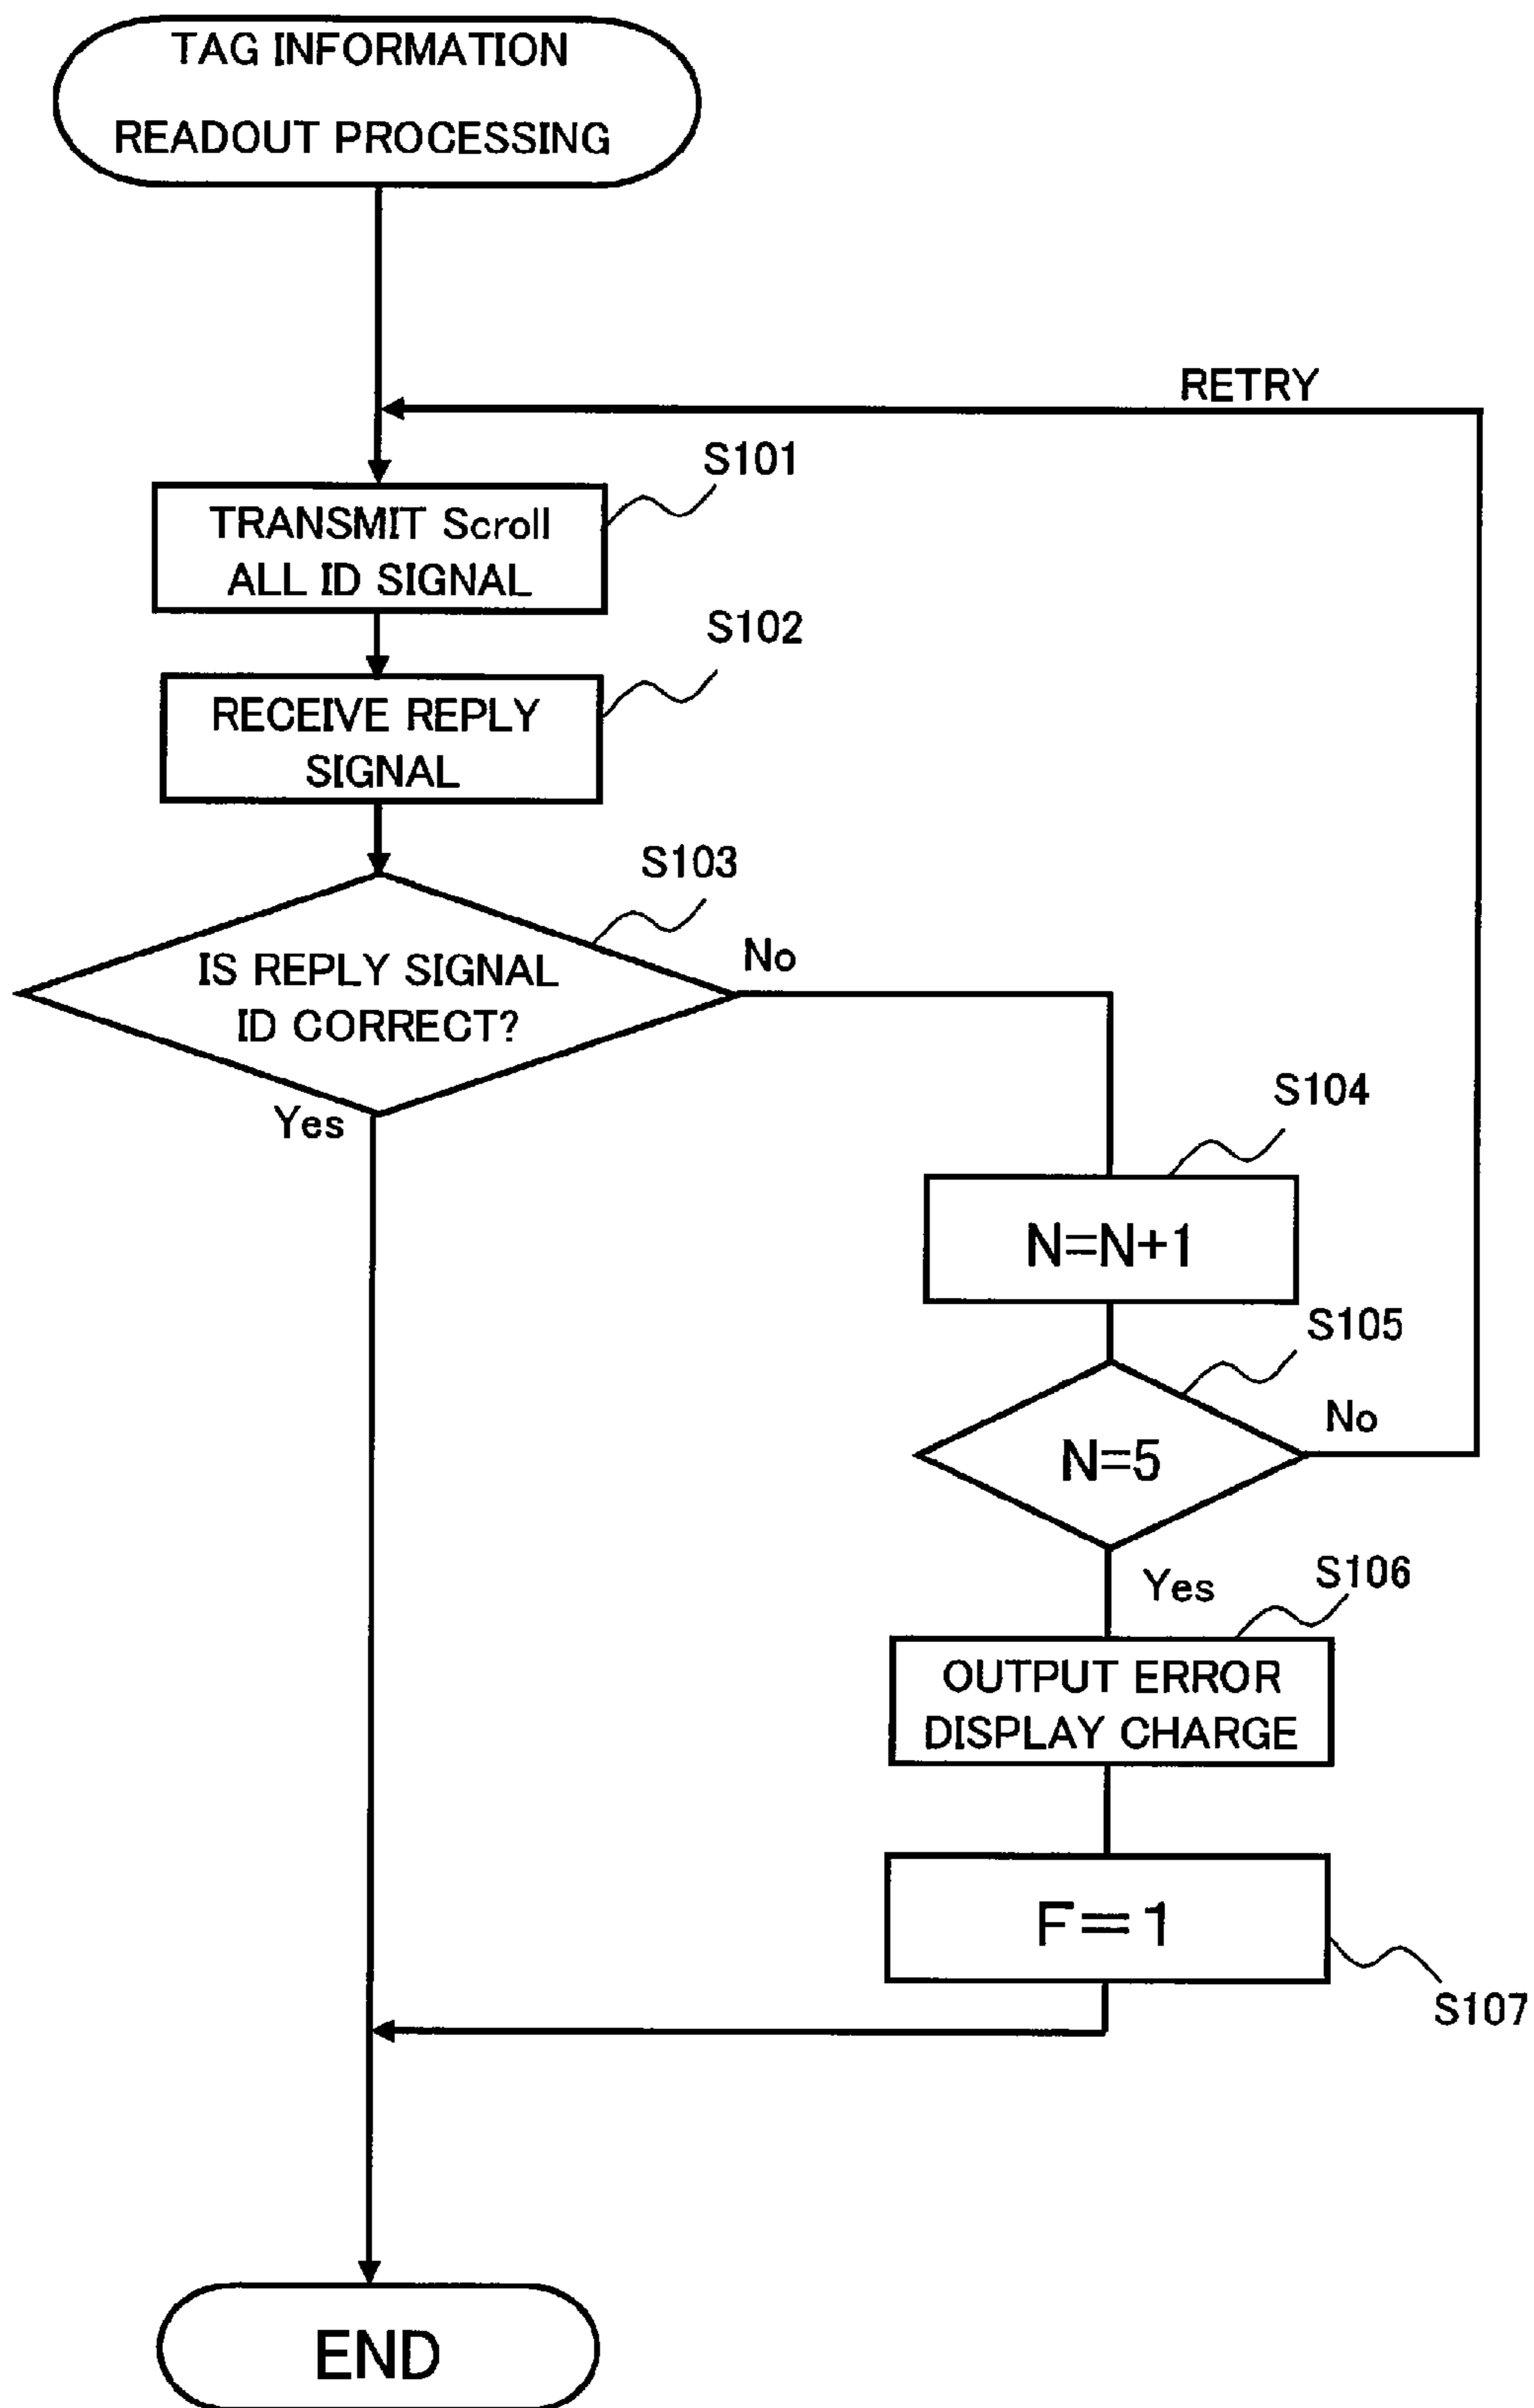 TAG INFORMATION
READOUT PROCESSING
RETRY
S101
TRANSMIT Scroll
ALL ID SIGNAL
S102
RECEIVE REPLY
SIGNAL
S103
IS REPLY SIGNAL
ID CORRECT?
No
Yes
S104
N=N+1
S105
N=5
No
Yes
S106
OUTPUT ERROR
DISPLAY CHARGE
F=1
S107
END